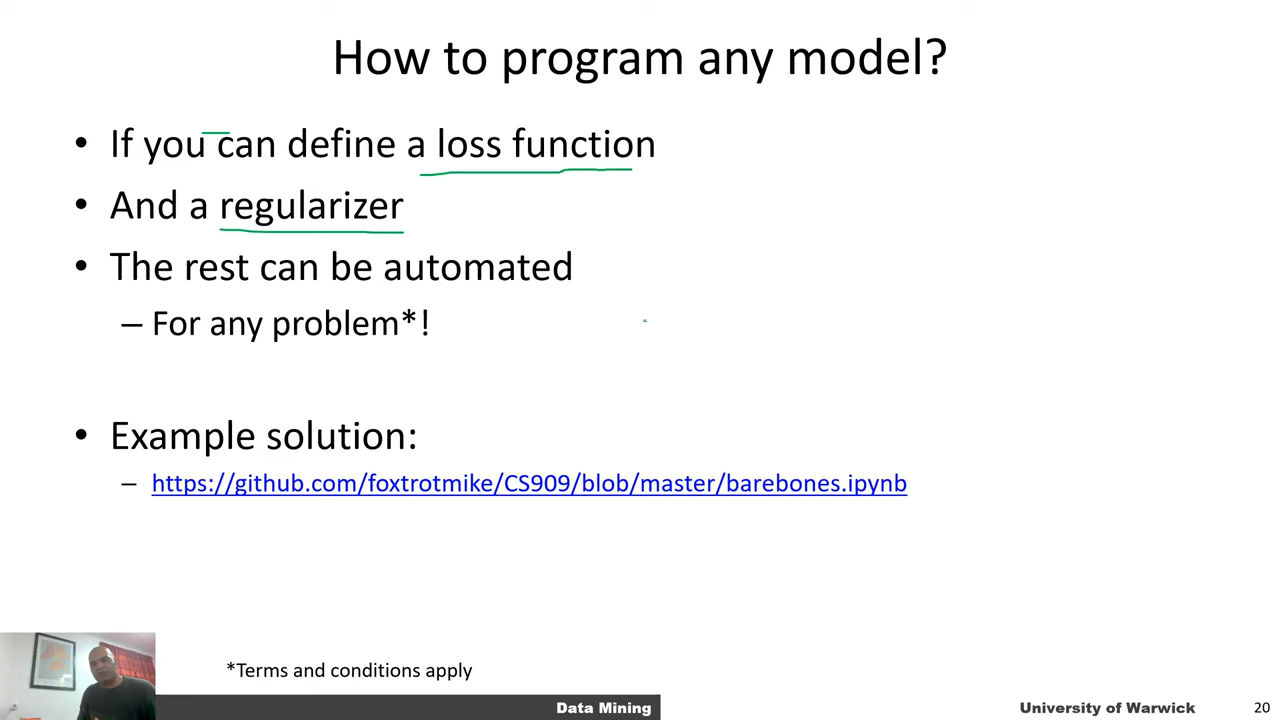 How to program any model?
• If you can define a loss function
• And a regularizer
• The rest can be automated
– For any problem*!
• Example solution:
– https://github.com/foxtrotmike/CS909/blob/master/barebones.ipynb
*Terms and conditions apply
Data Mining
University of Warwick
20